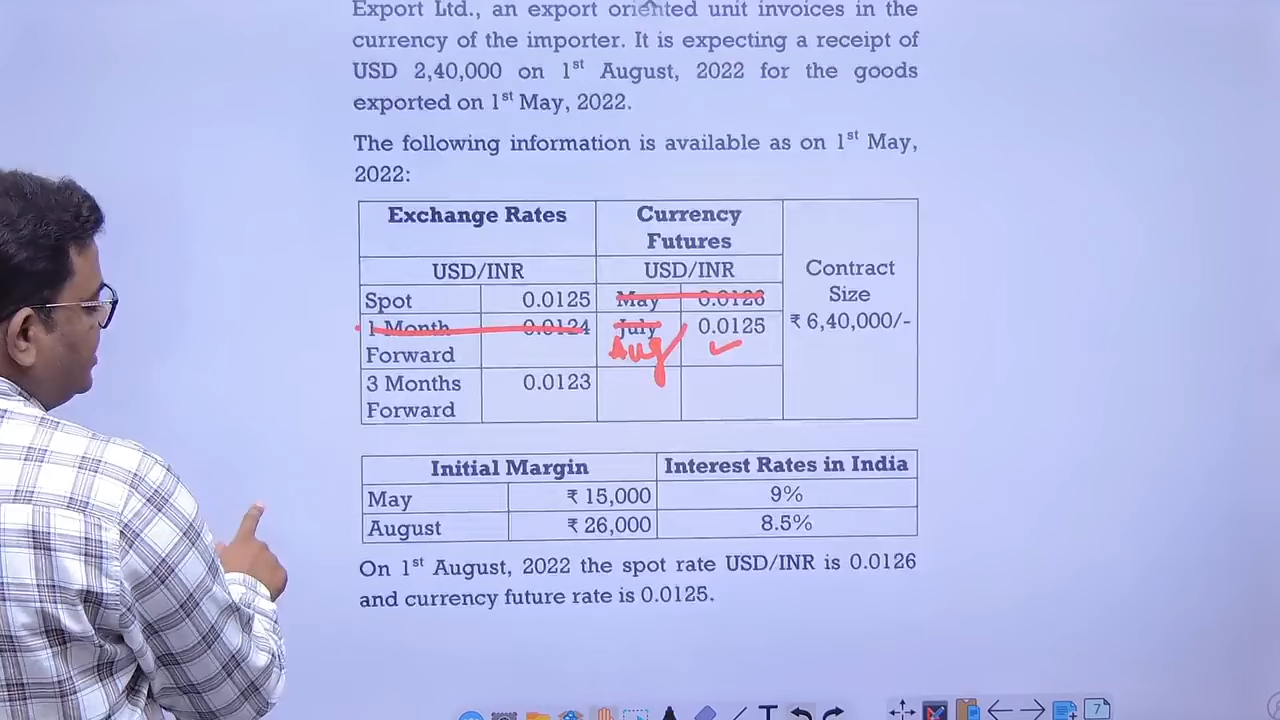 Export Ltd., an export oriented unit invoices in the
currency of the importer. It is expecting a receipt of
USD 2,40,000 on 1st August, 2022 for the goods
exported on 1st May, 2022.
The following information is available as on 1st May,
2022:
Exchange Rates Currency Futures Contract Size ₹ 6,40,000/-
USD/INR USD/INR
Spot 0.0125 May 0.0126
1 Month Forward 0.0124 July 0.0125
Aug
3 Months Forward 0.0123
Initial Margin Interest Rates in India
May ₹ 15,000 9%
August ₹ 26,000 8.5%
On 1st August, 2022 the spot rate USD/INR is 0.0126
and currency future rate is 0.0125.
7